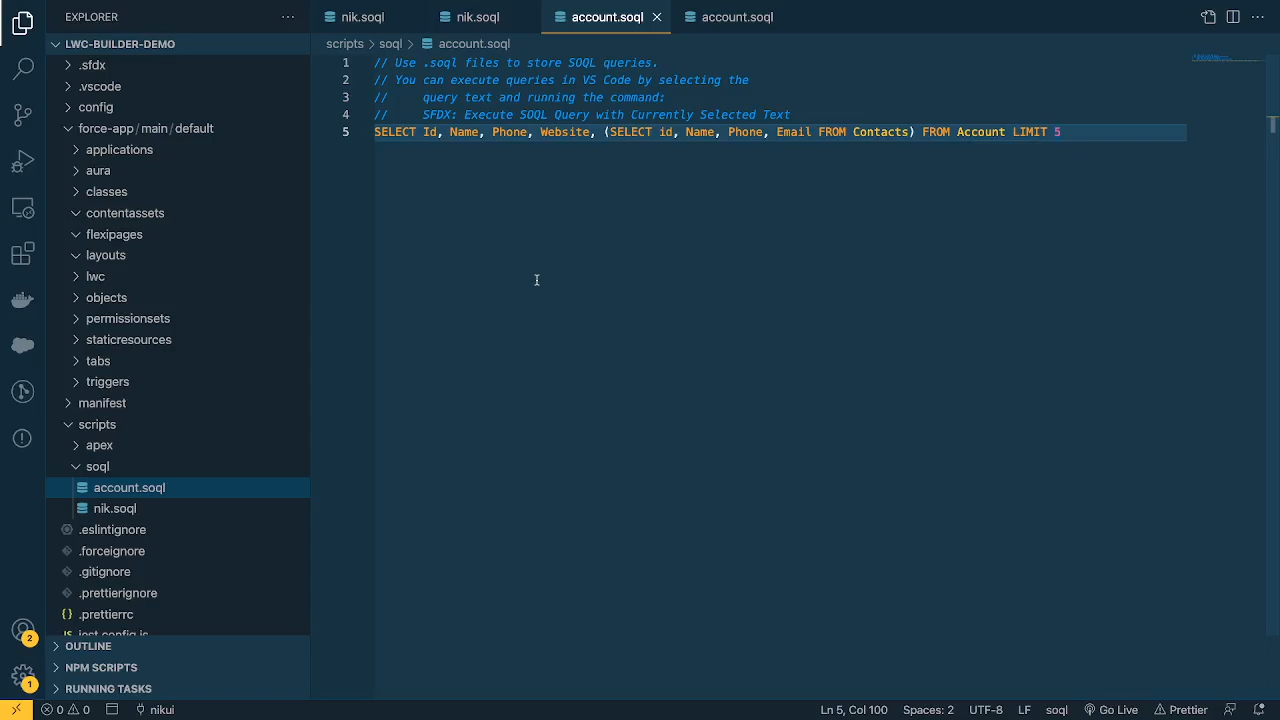 EXPLORER
nik.soql
nik.soql
account.soql
account.soql
LWC-BUILDER-DEMO
scripts > soql > account.soql
.sfdx
.vscode
config
force-app/main/default
applications
aura
classes
contentassets
flexipages
layouts
lwc
objects
permissionsets
staticresources
tabs
triggers
manifest
scripts
apex
soql
account.soql
nik.soql
.eslintignore
.forceignore
.gitignore
.prettierignore
{} .prettierrc
JS jest.config.js
OUTLINE
NPM SCRIPTS
RUNNING TASKS
1 // Use .soql files to store SOQL queries.
2 // You can execute queries in VS Code by selecting the
3 //     query text and running the command:
4 //     SFDX: Execute SOQL Query with Currently Selected Text
5 SELECT Id, Name, Phone, Website, (SELECT id, Name, Phone, Email FROM Contacts) FROM Account LIMIT 5
2
1
0 0 nikui
Ln 5, Col 100 Spaces: 2 UTF-8 LF soql Go Live Prettier